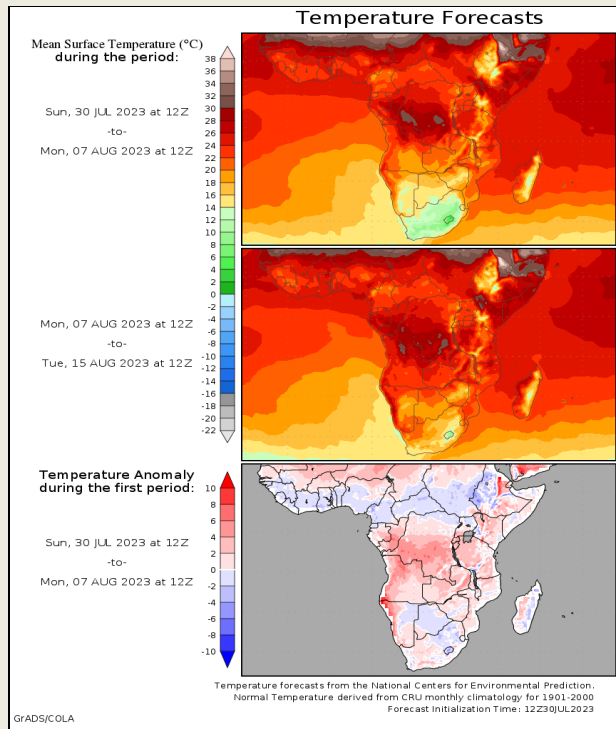 Temperature Forecasts
Mean Surface Temperature (°C)
during the period:
Sun, 30 JUL 2023 at 12Z
-to-
Mon, 07 AUG 2023 at 12Z
38
36
34
32
30
28
26
24
22
20
18
16
14
12
10
8
6
4
2
0
-2
-4
-6
-8
-10
-12
-14
-16
-17
-20
-22
Mon, 07 AUG 2023 at 12Z
-to-
Tue, 15 AUG 2023 at 12Z
Temperature Anomaly
during the first period:
Sun, 30 JUL 2023 at 12Z
-to-
Mon, 07 AUG 2023 at 12Z
10
8
6
4
2
0
-2
-4
-6
-8
-10
Temperature forecasts from the National Centers for Environmental Prediction.
Normal Temperature derived from CRU monthly climatology for 1901-2000
Forecast Initialization Time: 12Z30JUL2023
GrADS/COLA